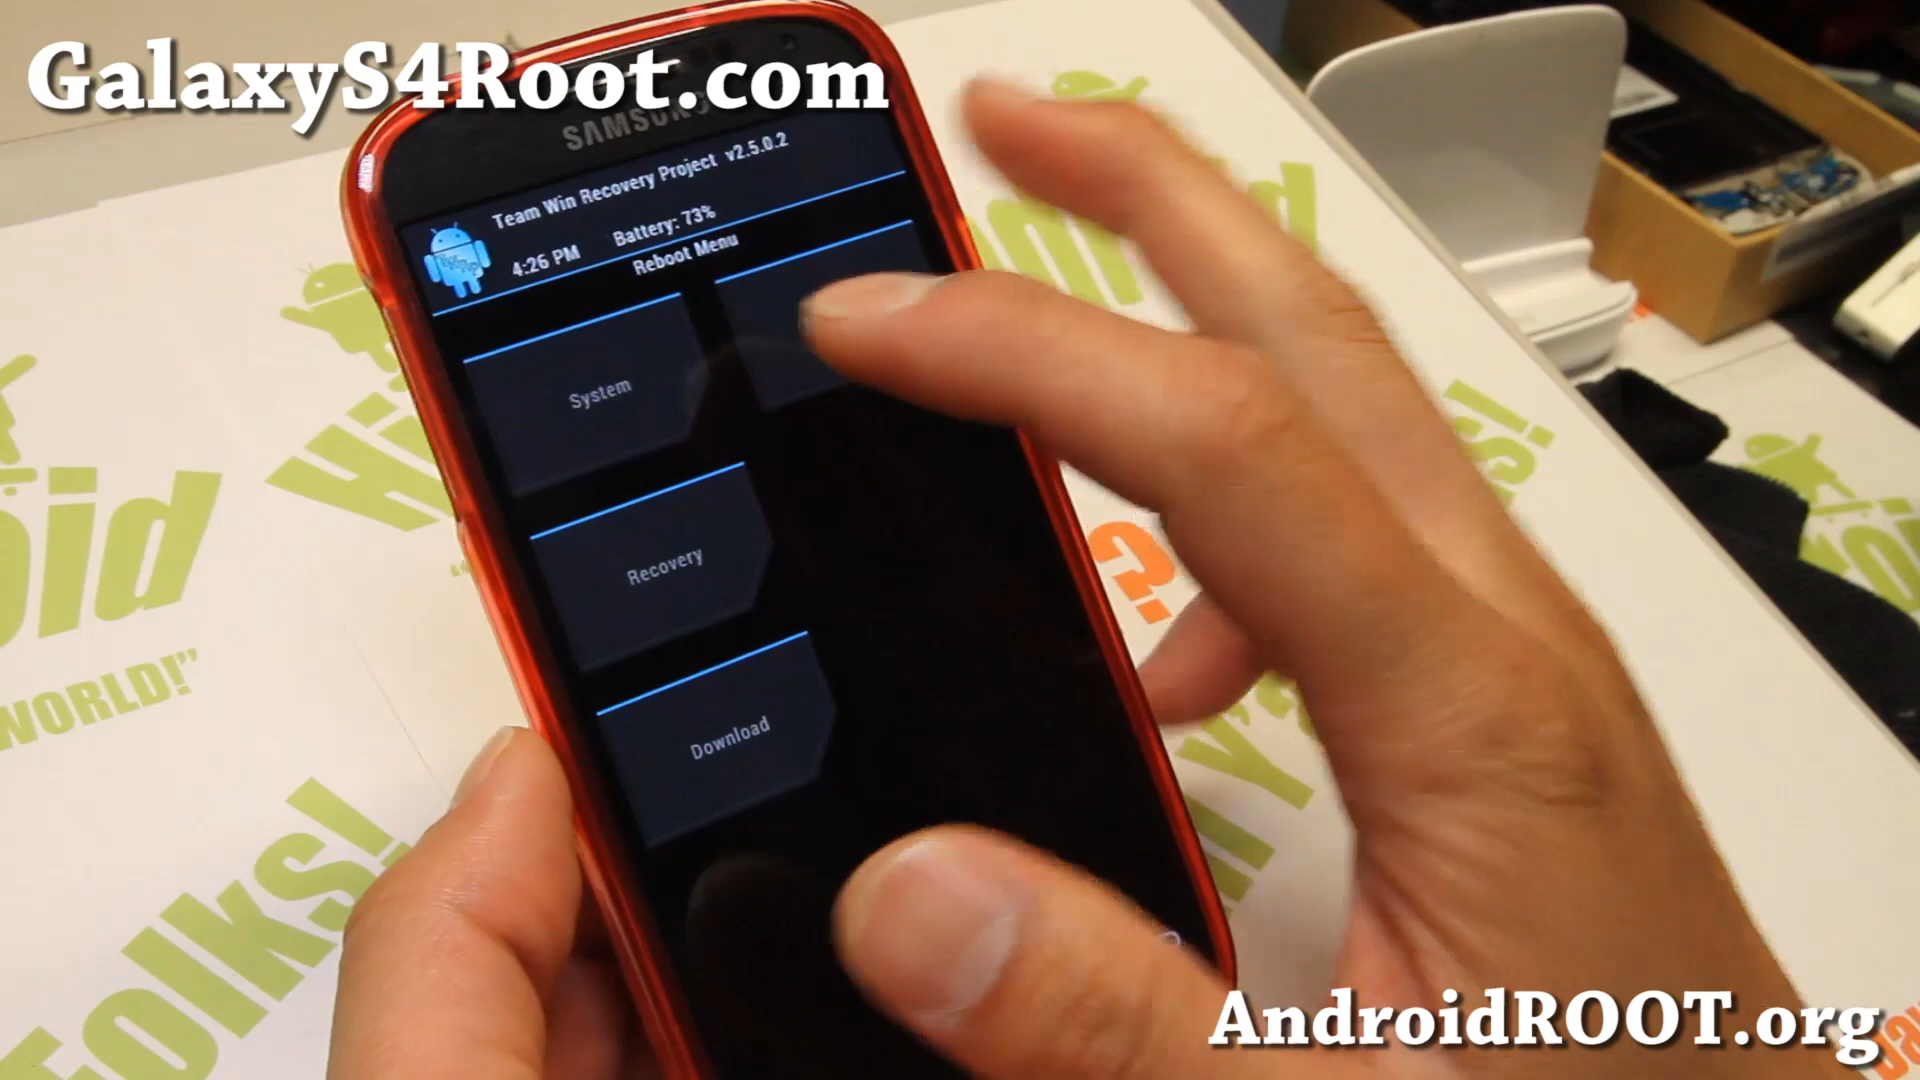 GalaxyS4Root.com
SAMSUNG
Team Win Recovery Project v2.5.0.2
4:26 PM Battery: 73%
Reboot Menu
System
Recovery
Download
WORLD!”
Folks!
?
AndroidROOT.org